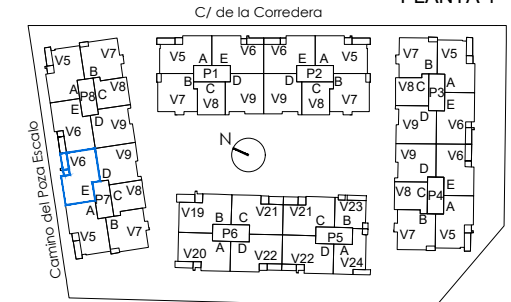 PLANTA 1
C/ de la Corredera
V5 V7 V5 A E V6 V6 E A V5 V7 V5
B P1 P2 B B
A P8 C V8 B D D B V8 C P3 A
E V7 C V8 V9 V9 C V8 V7 E
V6 D V9 V9 D V6
N
V6 D V9 V9 D V6
E P7 C V8 V8 C P4 E
A B V19 B C V21 V21 C B V23 B A
V5 V7 P6 P5 V7 V5
V20 A D V22 V22 D A V24
Camino del Poza Escalo